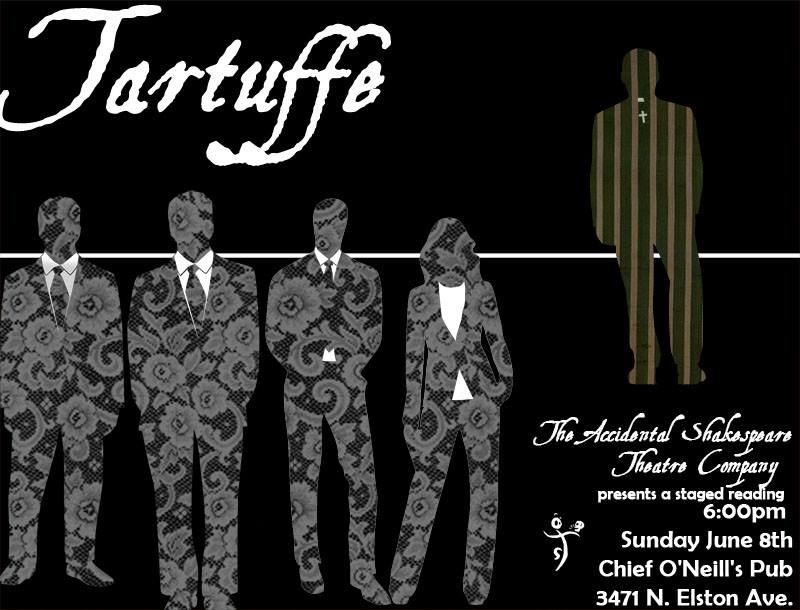 Tartuffe
The Accidental Shakespeare
Theatre Company
presents a staged reading
6:00pm
Sunday June 8th
Chief O'Neill's Pub
3471 N. Elston Ave.